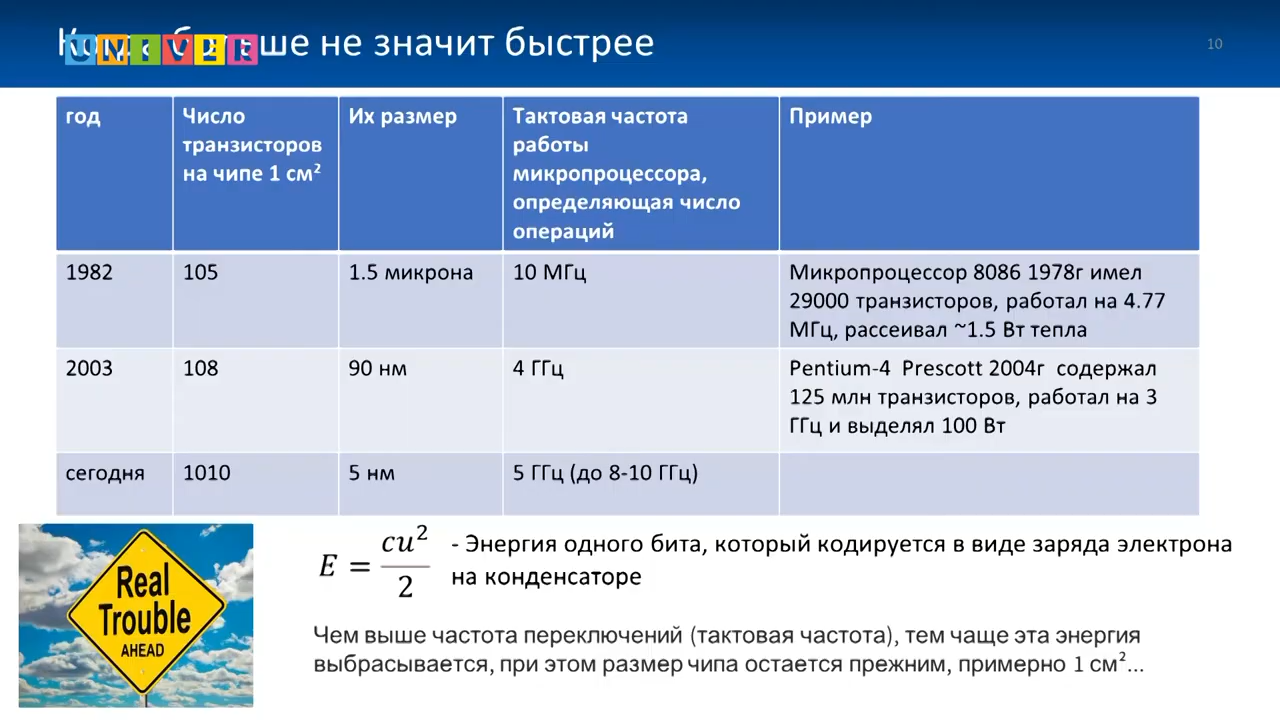 Когда больше не значит быстрее
UNIVER
10
год
Число
транзисторов
на чипе 1 см²
Их размер
Тактовая частота
работы
микропроцессора,
определяющая число
операций
Пример
1982
105
1.5 микрона
10 МГц
Микропроцессор 8086 1978г имел
29000 транзисторов, работал на 4.77
МГц, рассеивал ~1.5 Вт тепла
2003
108
90 нм
4 ГГц
Pentium-4 Prescott 2004г содержал
125 млн транзисторов, работал на 3
ГГц и выделял 100 Вт
сегодня
1010
5 нм
5 ГГц (до 8-10 ГГц)
Real
Trouble
AHEAD
E = cu²/2
- Энергия одного бита, который кодируется в виде заряда электрона
на конденсаторе
Чем выше частота переключений (тактовая частота), тем чаще эта энергия
выбрасывается, при этом размер чипа остается прежним, примерно 1 см²...